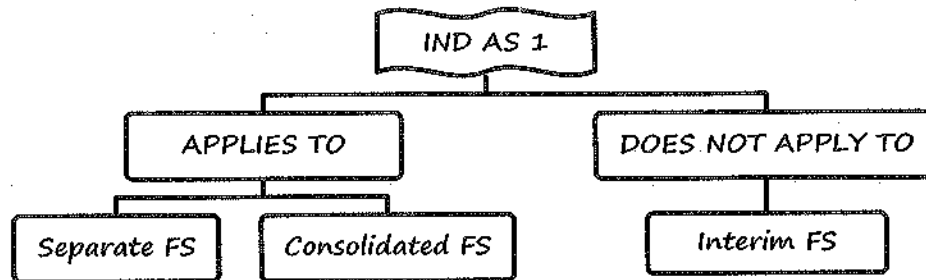 IND AS 1
APPLIES TO
DOES NOT APPLY TO
Separate FS
Consolidated FS
Interim FS